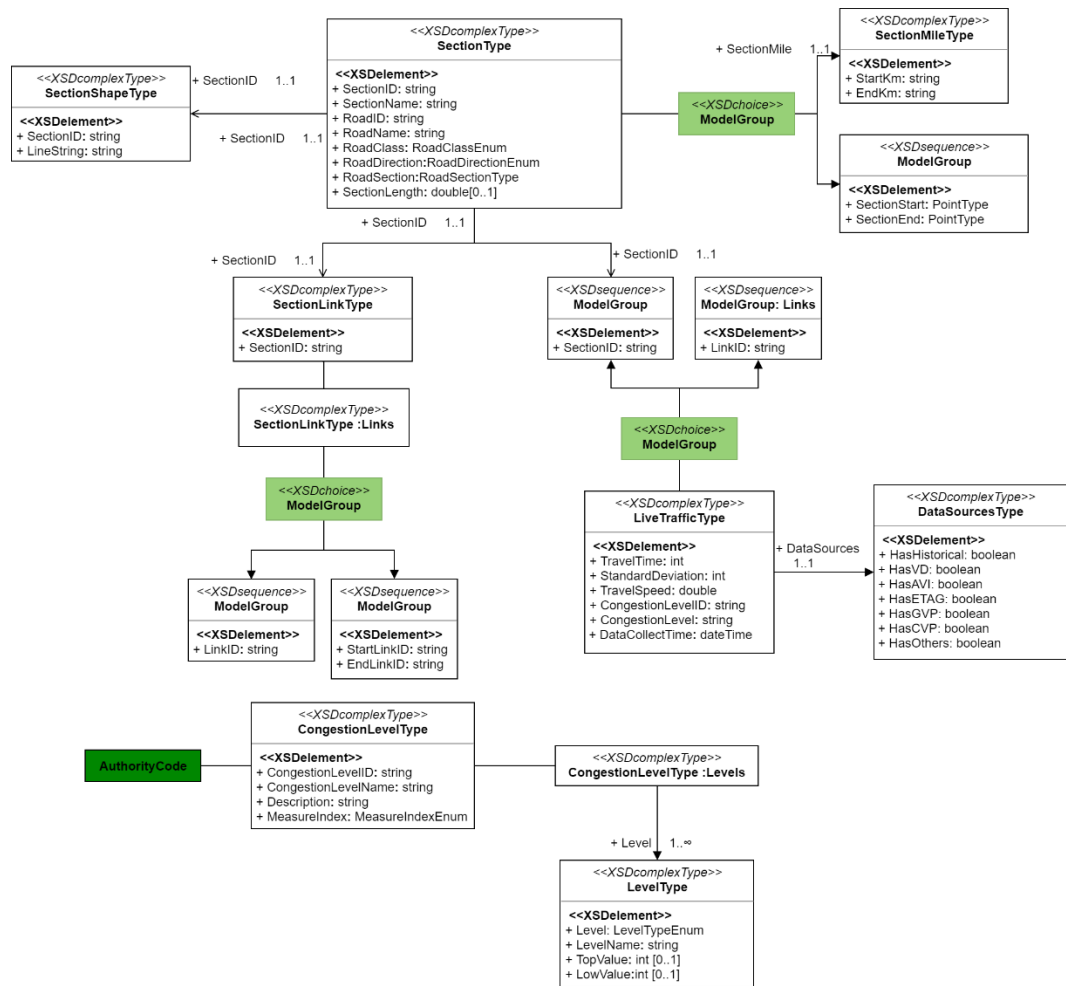 <<XSDcomplexType>>
SectionType
<<XSDelement>>
+ SectionID: string
+ SectionName: string
+ RoadID: string
+ RoadName: string
+ RoadClass: RoadClassEnum
+ RoadDirection:RoadDirectionEnum
+ RoadSection:RoadSectionType
+ SectionLength: double[0..1]
+ SectionID 1..1
+ SectionID 1..1
<<XSDcomplexType>>
SectionShapeType
<<XSDElement>>
+ SectionID: string
+ LineString: string
<<XSDchoice>>
ModelGroup
+ SectionMile 1..1
<<XSDcomplexType>>
SectionMileType
<<XSDElement>>
+ StartKm: string
+ EndKm: string
<<XSDsequence>>
ModelGroup
<<XSDElement>>
+ SectionStart: PointType
+ SectionEnd: PointType
+ SectionID 1..1
+ SectionID 1..1
+ SectionID 1..1
<<XSDcomplexType>>
SectionLinkType
<<XSDElement>>
+ SectionID: string
<<XSDcomplexType>>
SectionLinkType :Links
<<XSDchoice>>
ModelGroup
<<XSDsequence>>
ModelGroup
<<XSDElement>>
+ LinkID: string
<<XSDsequence>>
ModelGroup
<<XSDElement>>
+ StartLinkID: string
+ EndLinkID: string
<<XSDsequence>>
ModelGroup
<<XSDElement>>
+ SectionID: string
<<XSDsequence>>
ModelGroup: Links
<<XSDElement>>
+ LinkID: string
<<XSDchoice>>
ModelGroup
<<XSDcomplexType>>
LiveTrafficType
<<XSDElement>>
+ TravelTime: int
+ StandardDeviation: int
+ TravelSpeed: double
+ CongestionLevelID: string
+ CongestionLevel: string
+ DataCollectTime: dateTime
+ DataSources
1..1
<<XSDcomplexType>>
DataSourcesType
<<XSDElement>>
+ HasHistorical: boolean
+ HasVD: boolean
+ HasAVI: boolean
+ HasETAG: boolean
+ HasGVP: boolean
+ HasCVP: boolean
+ HasOthers: boolean
AuthorityCode
<<XSDcomplexType>>
CongestionLevelType
<<XSDElement>>
+ CongestionLevelID: string
+ CongestionLevelName: string
+ Description: string
+ MeasureIndex: MeasureIndexEnum
<<XSDcomplexType>>
CongestionLevelType :Levels
+ Level 1..∞
<<XSDcomplexType>>
LevelType
<<XSDElement>>
+ Level: LevelTypeEnum
+ LevelName: string
+ TopValue: int [0..1]
+ LowValue:int [0..1]